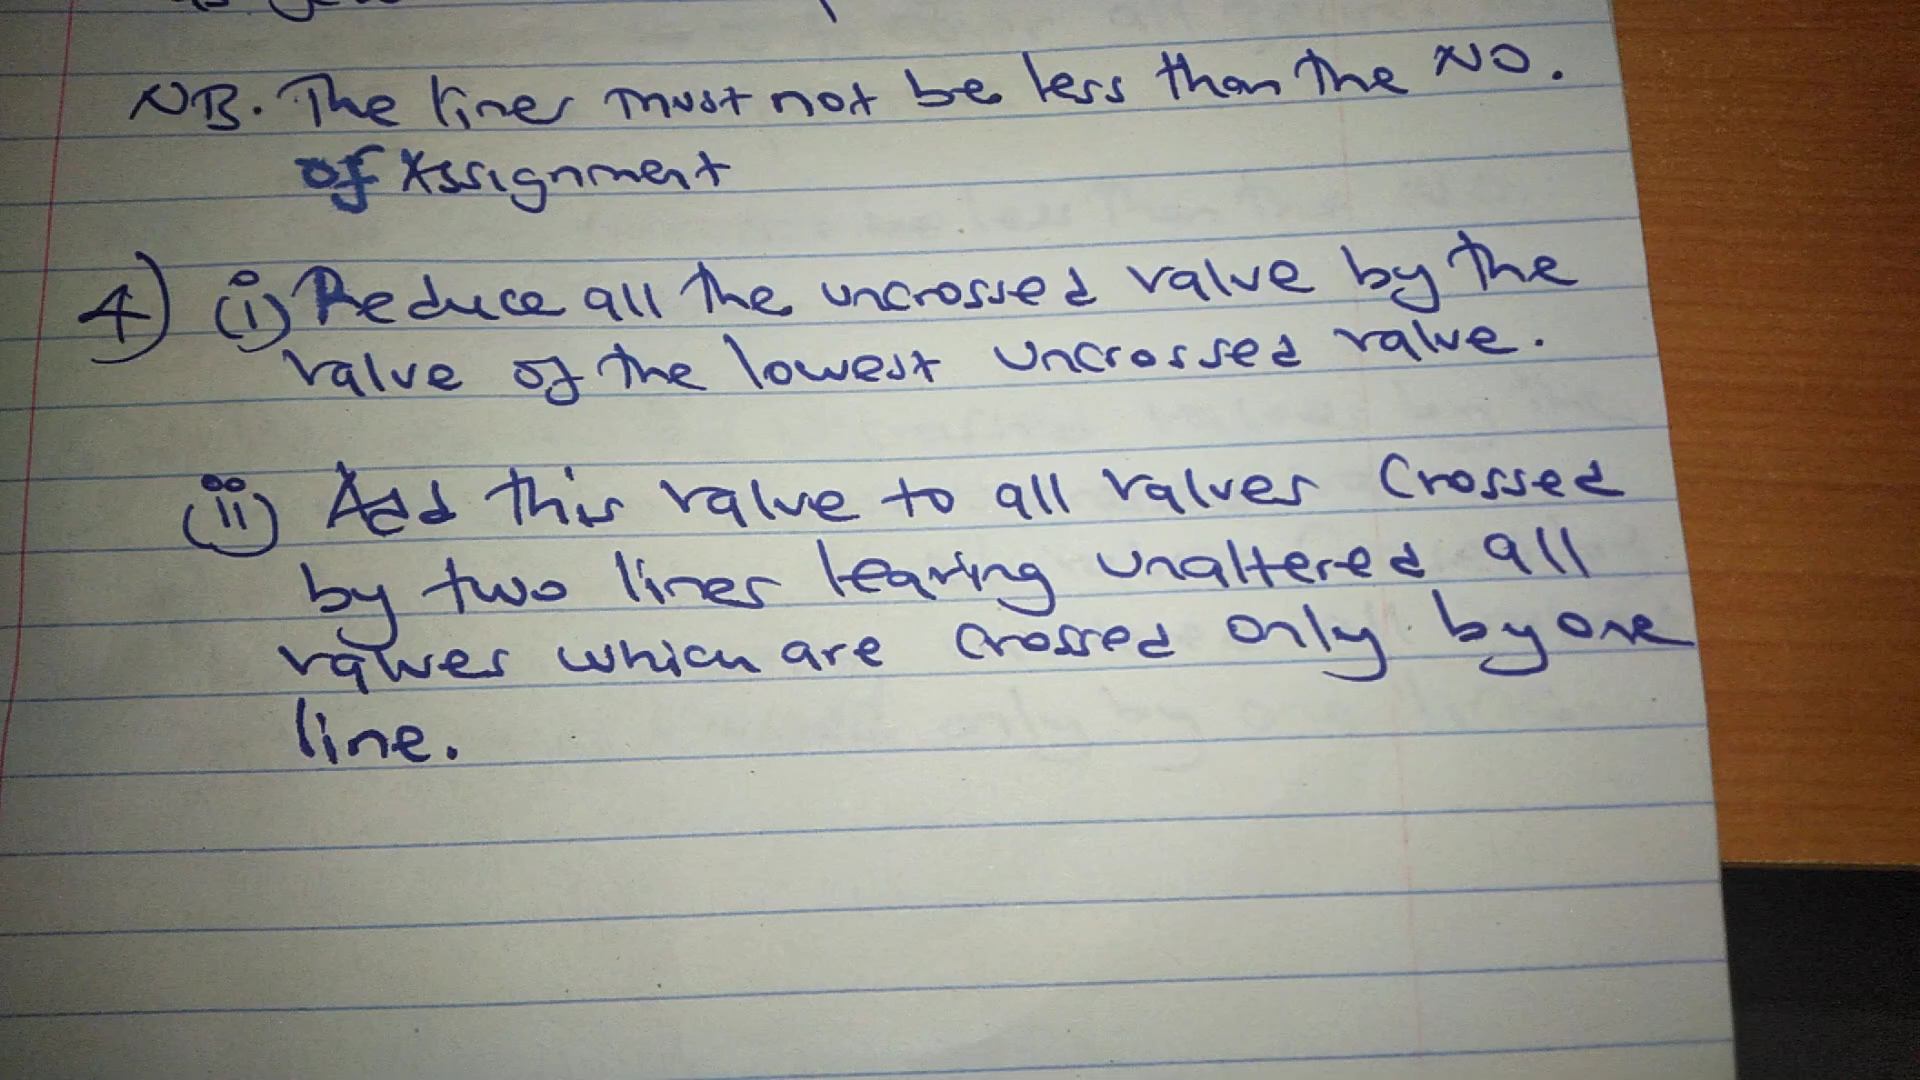 NB. The lines must not be less than the NO.
of Assignment
4) (i) Reduce all the uncrossed value by the
value of the lowest uncrossed value.
(ii) Add this value to all values crossed
by two lines leaving unaltered all
values which are crossed only by one
line.